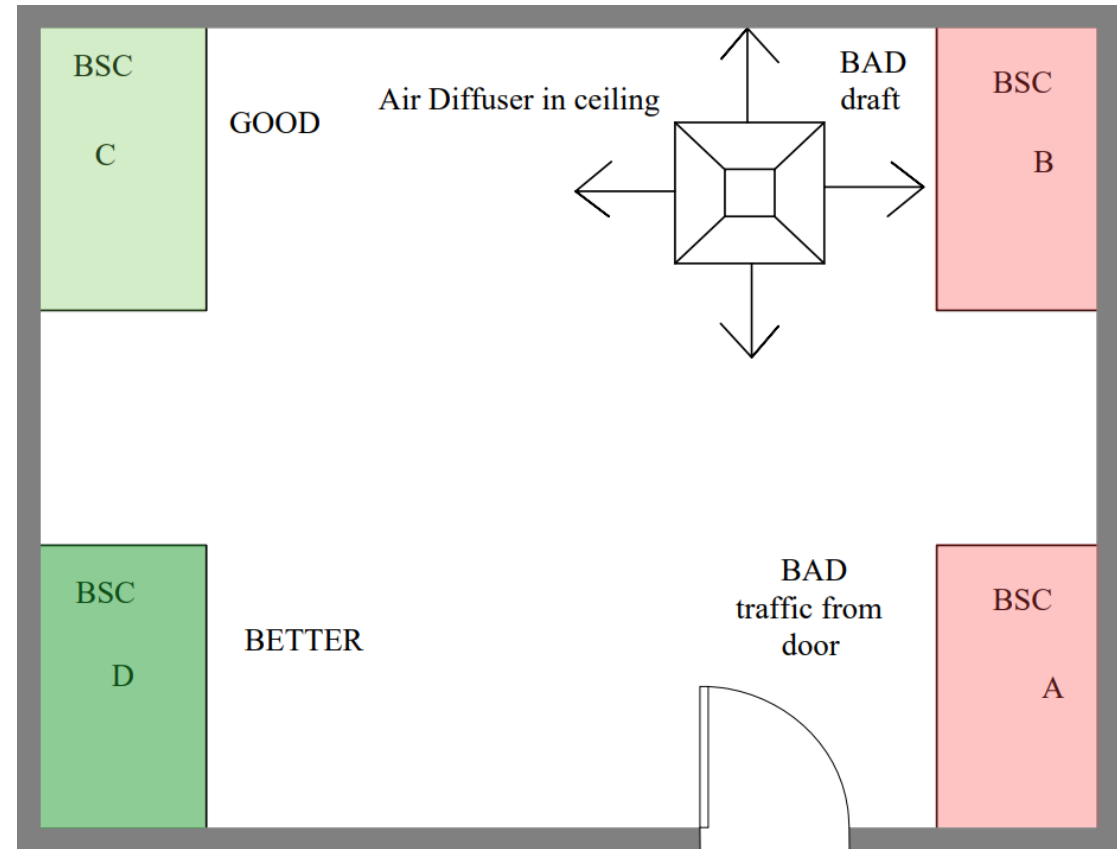 BSC
C
GOOD
Air Diffuser in ceiling
BAD
draft
BSC
B
BSC
D
BETTER
BAD
traffic from
door
BSC
A